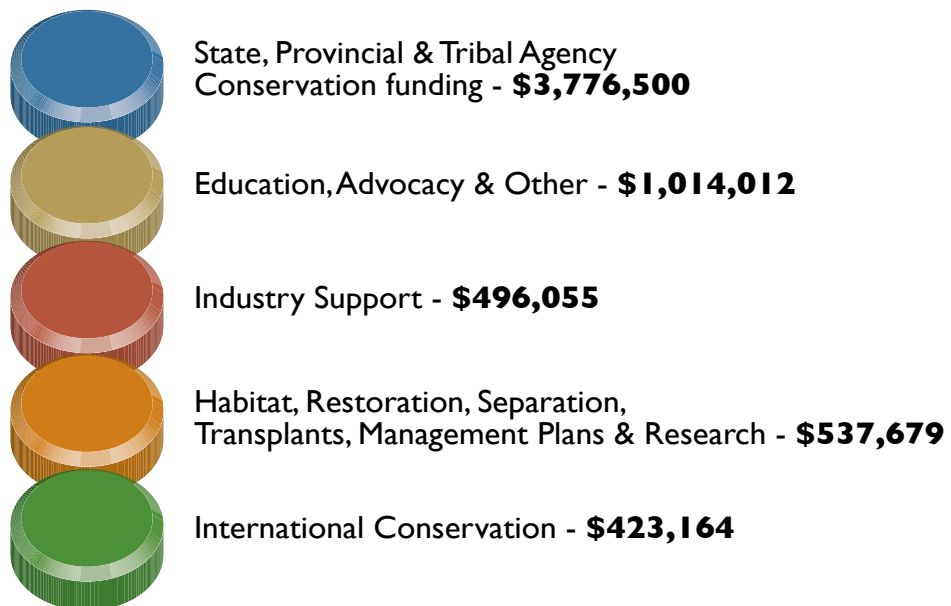 State, Provincial & Tribal Agency
Conservation funding - $3,776,500
Education, Advocacy & Other - $1,014,012
Industry Support - $496,055
Habitat, Restoration, Separation,
Transplants, Management Plans & Research - $537,679
International Conservation - $423,164